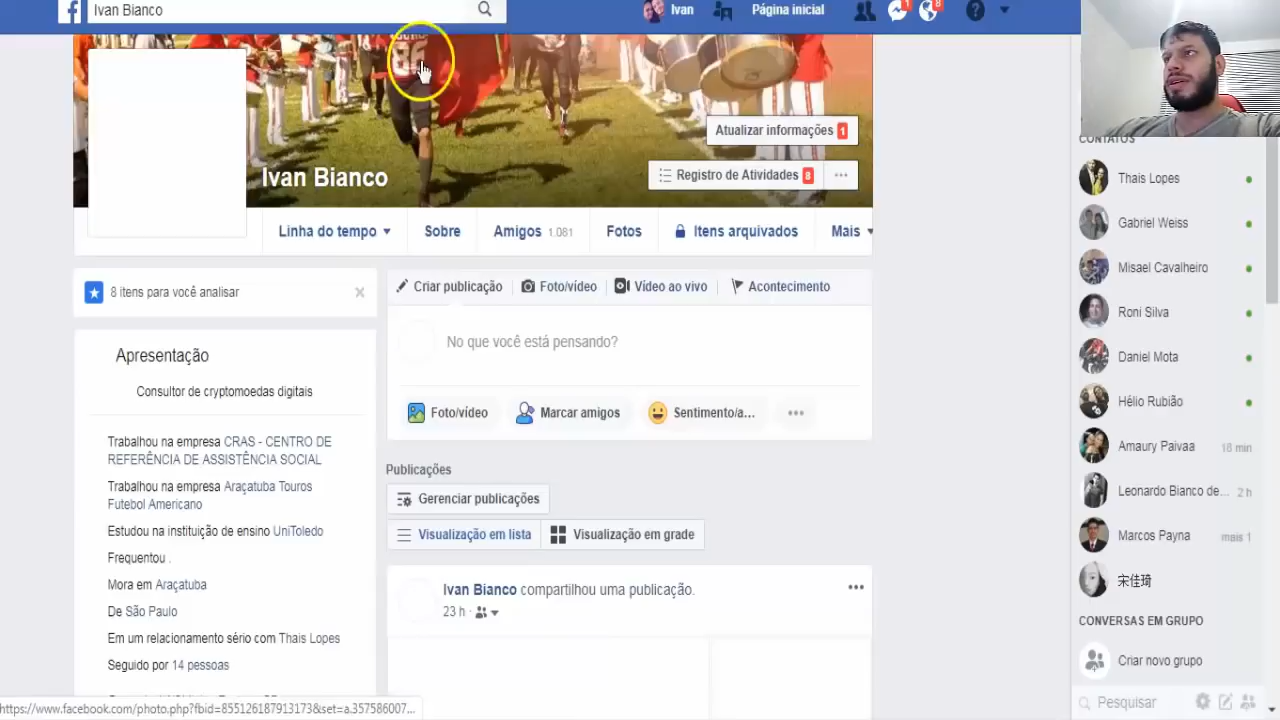 Ivan Bianco
Ivan
Página inicial
1
8
Atualizar informações 1
Ivan Bianco
Registro de Atividades 8
Linha do tempo
Sobre
Amigos 1.081
Fotos
Itens arquivados
Mais
8 itens para você analisar
Criar publicação
Foto/vídeo
Vídeo ao vivo
Acontecimento
No que você está pensando?
Foto/vídeo
Marcar amigos
Sentimento/a...
Apresentação
Consultor de cryptomoedas digitais
Trabalhou na empresa CRAS - CENTRO DE
REFERÊNCIA DE ASSISTÊNCIA SOCIAL
Trabalhou na empresa Araçatuba Touros
Futebol Americano
Estudou na instituição de ensino UniToledo
Frequentou .
Mora em Araçatuba
De São Paulo
Em um relacionamento sério com Thais Lopes
Seguido por 14 pessoas
Publicações
Gerenciar publicações
Visualização em lista
Visualização em grade
Ivan Bianco compartilhou uma publicação.
23 h
CONTATOS
Thais Lopes
Gabriel Weiss
Misael Cavalheiro
Roni Silva
Daniel Mota
Hélio Rubião
Amaury Paivaa 16 min
Leonardo Bianco de... 2 h
Marcos Payna mais 1
宋佳琦
CONVERSAS EM GRUPO
Criar novo grupo
Pesquisar
https://www.facebook.com/photo.php?fbid=855126187913173&set=a.357586007...